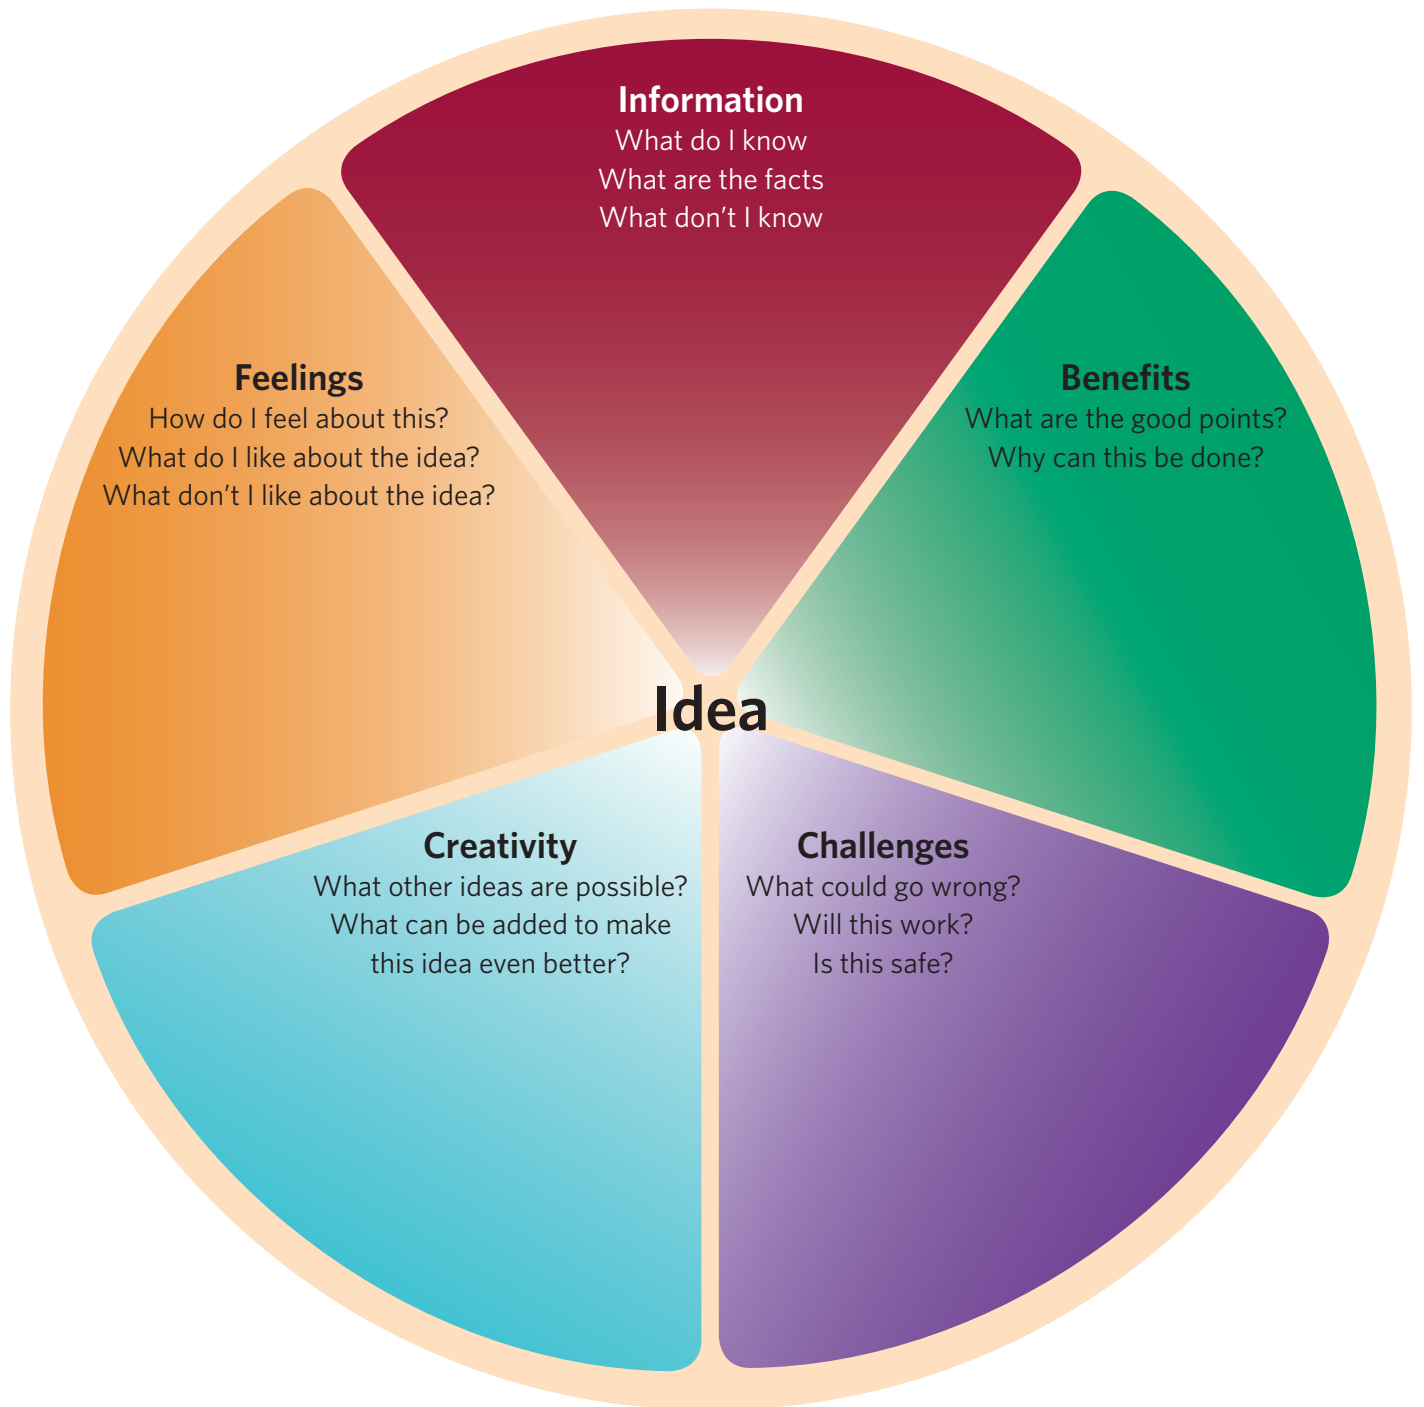 Information
What do I know
What are the facts
What don’t I know
Feelings
How do I feel about this?
What do I like about the idea?
What don’t I like about the idea?
Benefits
What are the good points?
Why can this be done?
Idea
Creativity
What other ideas are possible?
What can be added to make
this idea even better?
Challenges
What could go wrong?
Will this work?
Is this safe?